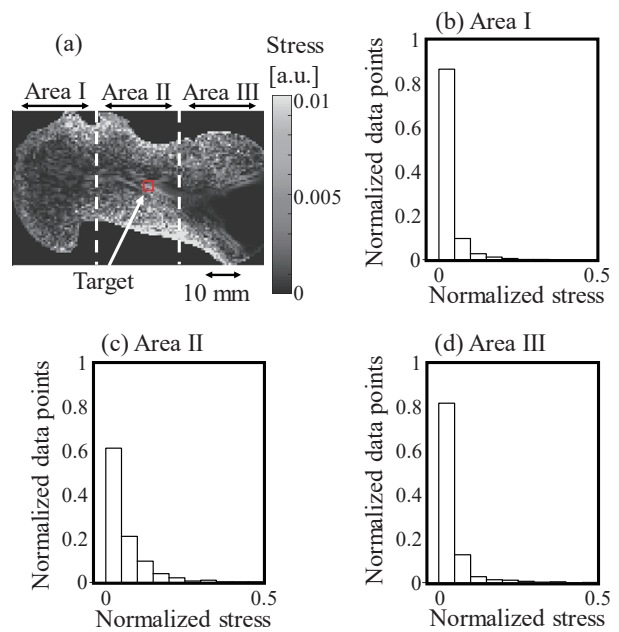 (a)
Stress
[a.u.]
Area I Area II Area III
0.01
0.005
0
Target
10 mm
(b) Area I
Normalized data points
1
0.8
0.6
0.4
0.2
0
0 0.5
Normalized stress
(c) Area II
Normalized data points
1
0.8
0.6
0.4
0.2
0
0 0.5
Normalized stress
(d) Area III
Normalized data points
1
0.8
0.6
0.4
0.2
0
0 0.5
Normalized stress